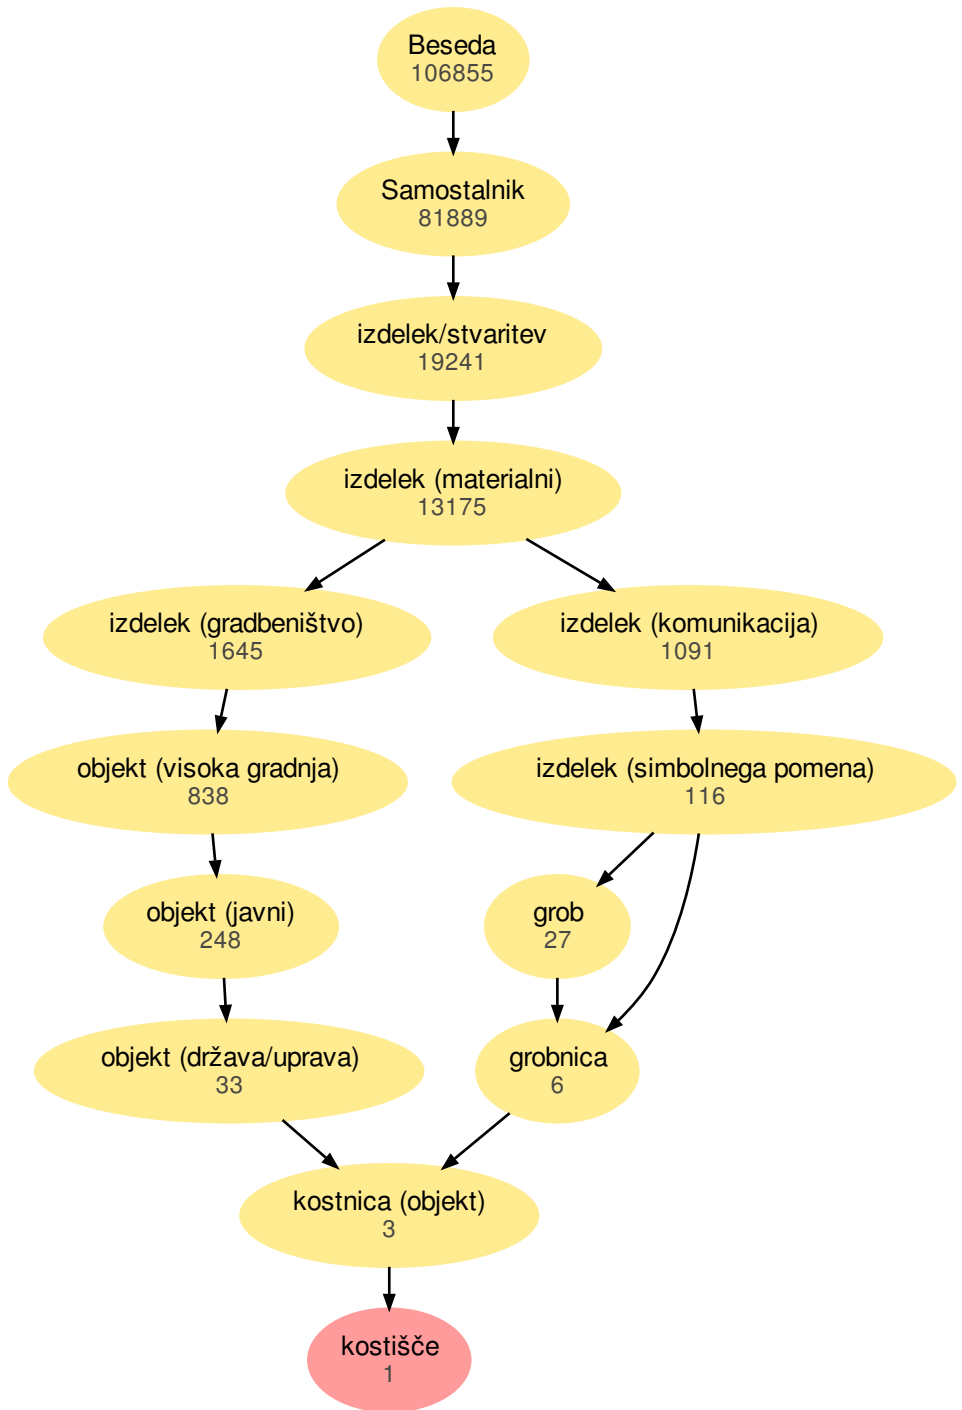 Beseda
106855
Samostalnik
81889
izdelek/stvaritev
19241
izdelek (materialni)
13175
izdelek (gradbeništvo)
1645
izdelek (komunikacija)
1091
objekt (visoka gradnja)
838
izdelek (simbolnega pomena)
116
objekt (javni)
248
grob
27
objekt (država/uprava)
33
grobnica
6
kostnica (objekt)
3
kostišče
1